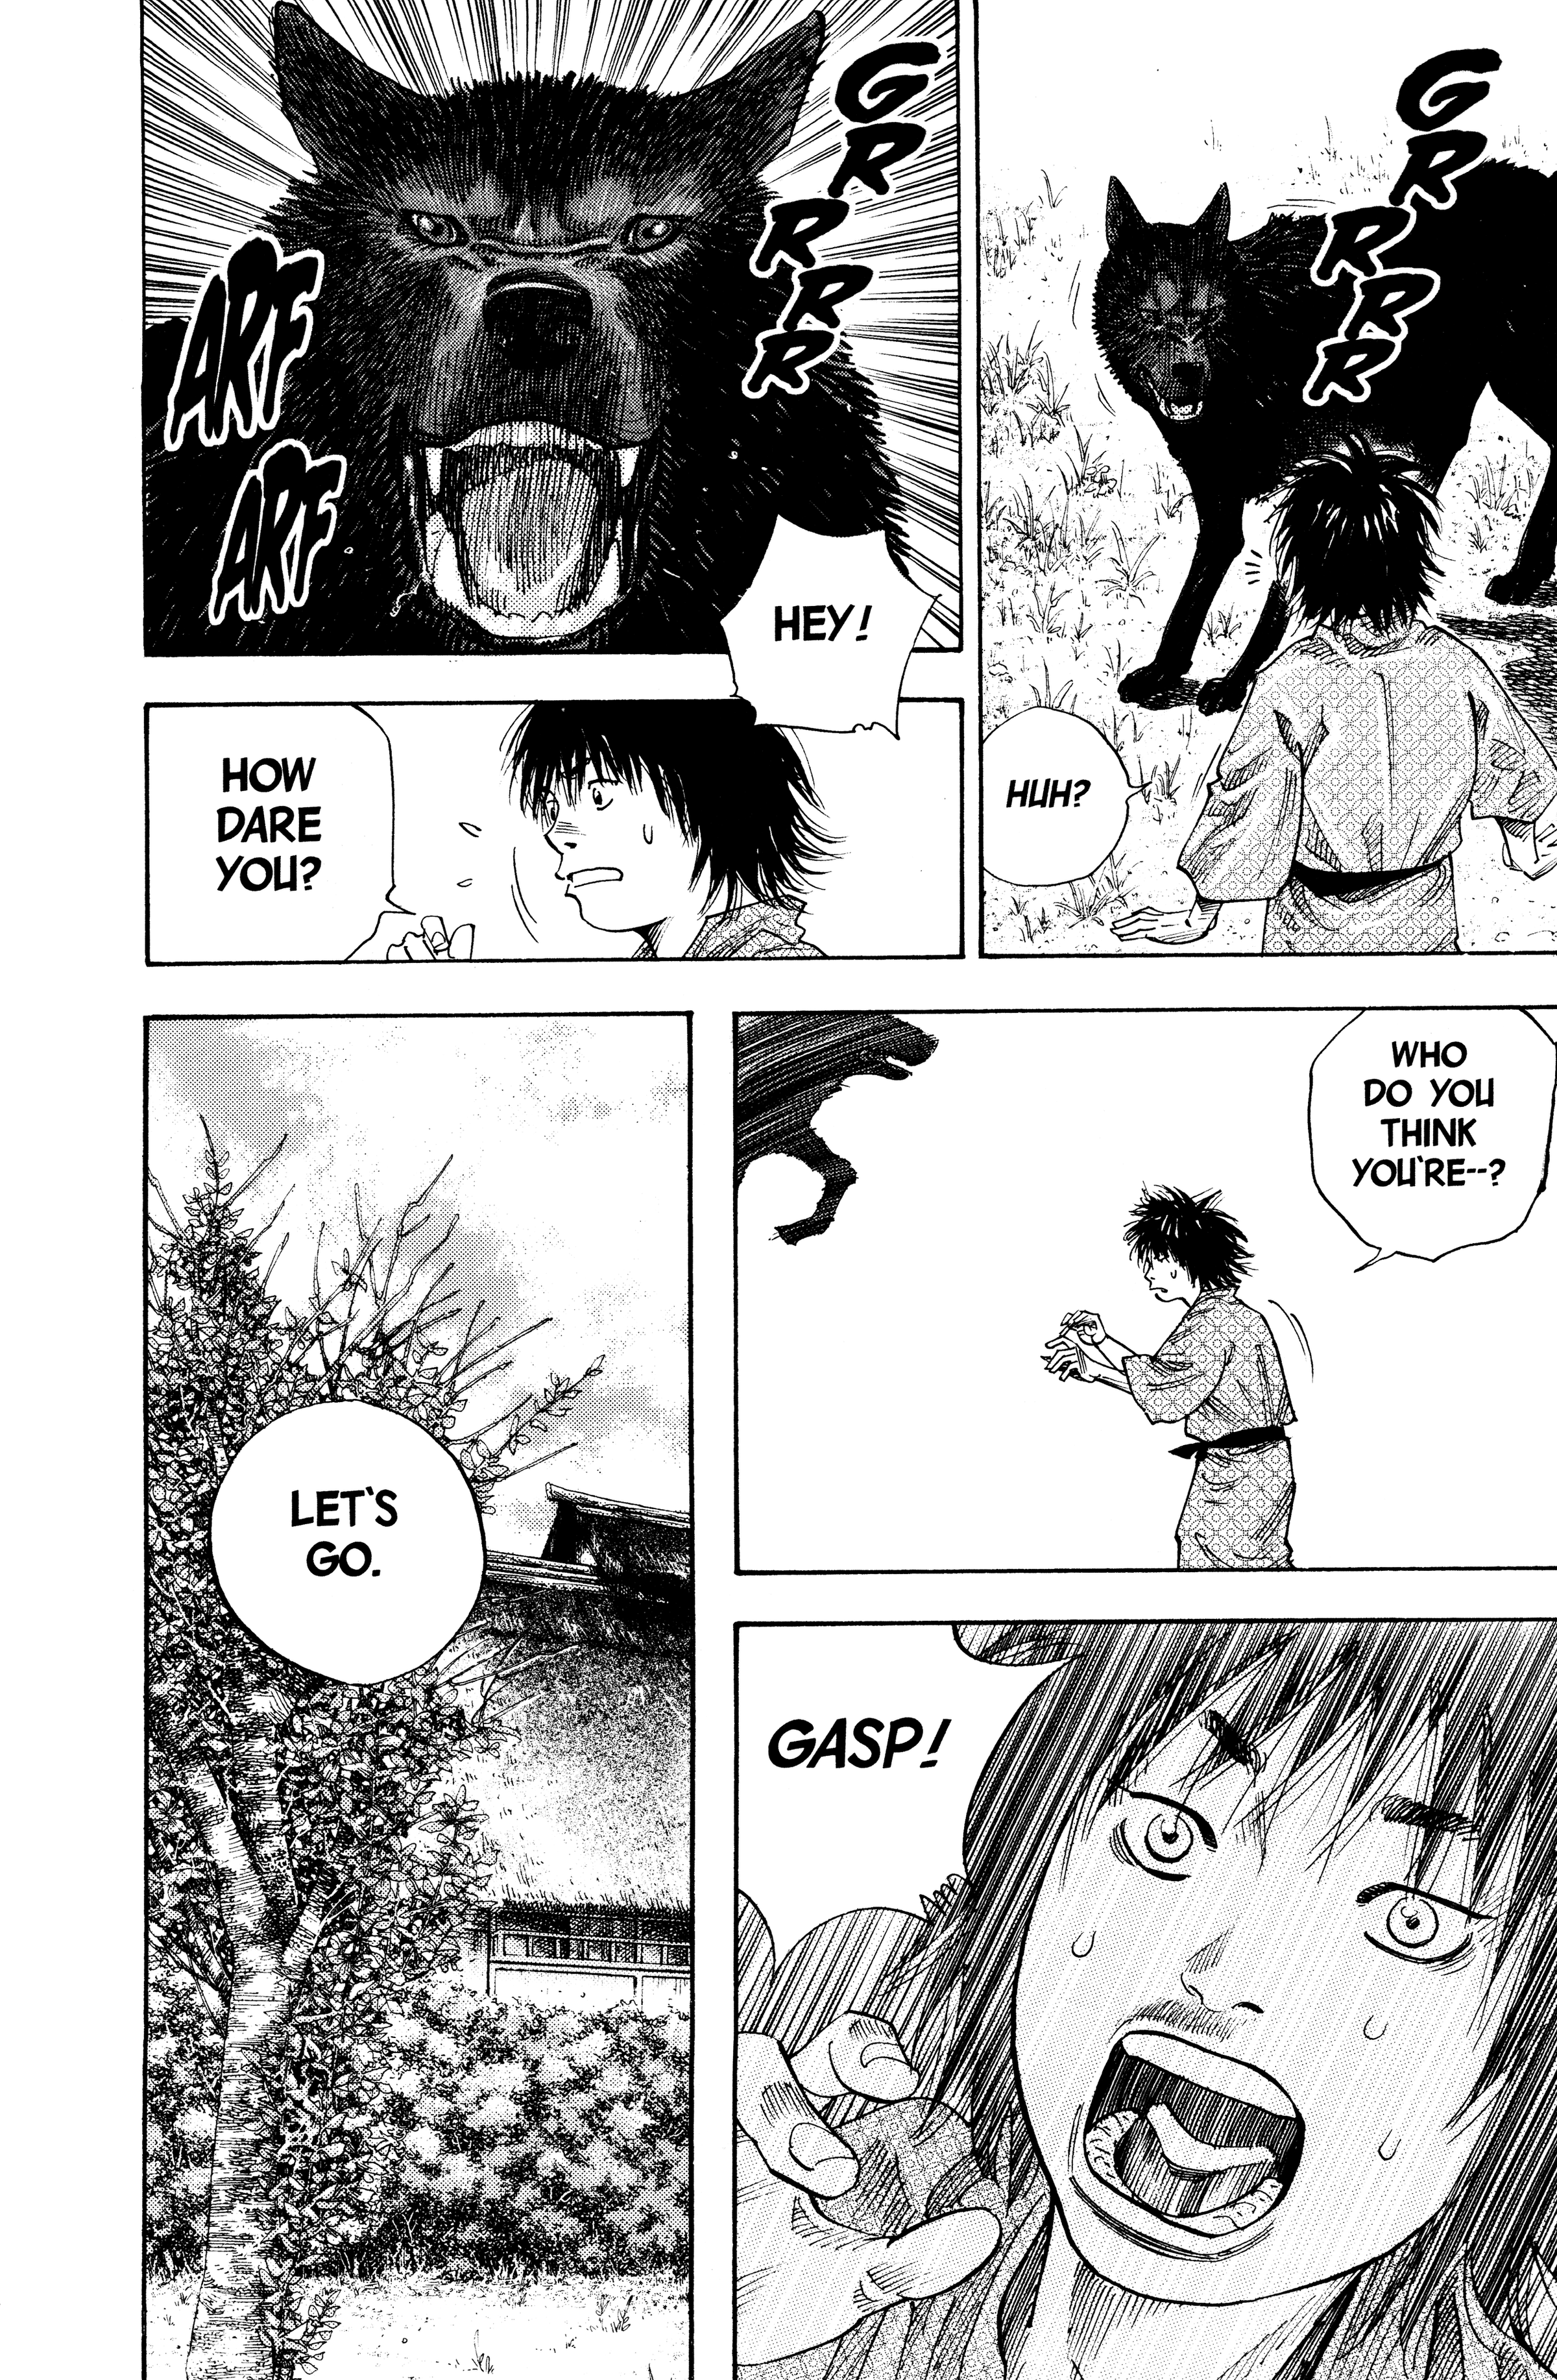 GRRRR
HUH?
GRRRR
ARF
ARF
HEY!
HOW
DARE
YOU?
WHO
DO YOU
THINK
YOU'RE--?
GASP!
LET'S
GO.